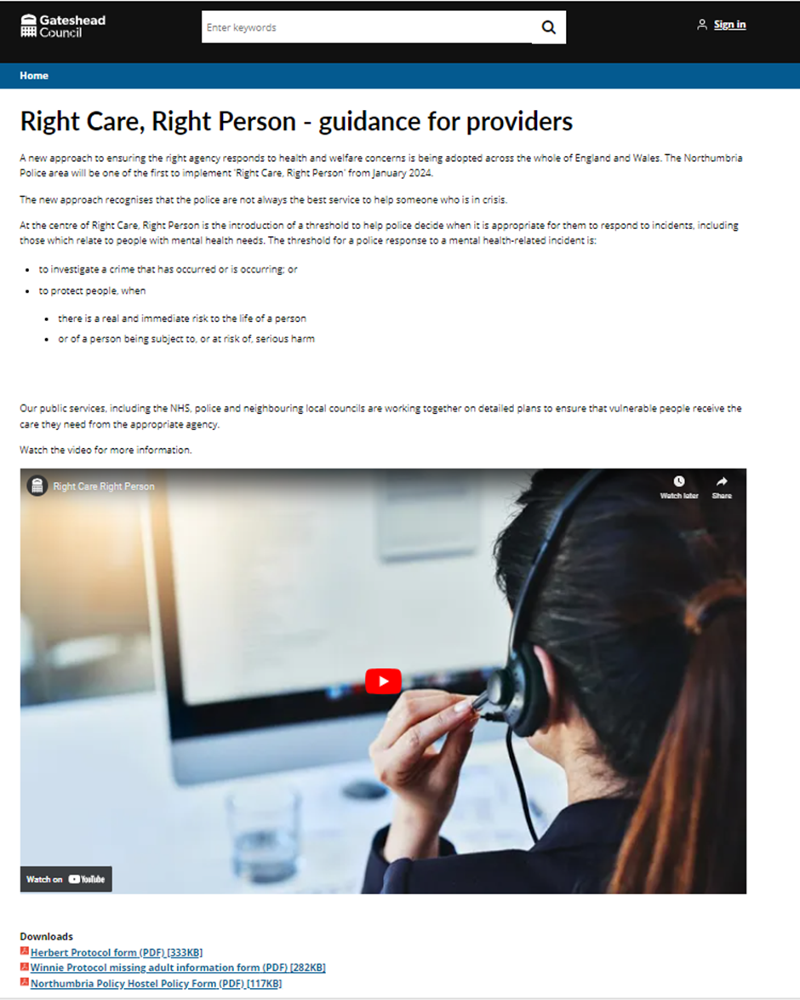 Gateshead
Council
Enter keywords
Sign in
Home
Right Care, Right Person - guidance for providers
A new approach to ensuring the right agency responds to health and welfare concerns is being adopted across the whole of England and Wales. The Northumbria
Police area will be one of the first to implement 'Right Care, Right Person' from January 2024.
The new approach recognises that the police are not always the best service to help someone who is in crisis.
At the centre of Right Care, Right Person is the introduction of a threshold to help police decide when it is appropriate for them to respond to incidents, including
those which relate to people with mental health needs. The threshold for a police response to a mental health-related incident is:
• to investigate a crime that has occurred or is occurring; or
• to protect people, when
• there is a real and immediate risk to the life of a person
• or of a person being subject to, or at risk of, serious harm
Our public services, including the NHS, police and neighbouring local councils are working together on detailed plans to ensure that vulnerable people receive the
care they need from the appropriate agency.
Watch the video for more information.
Right Care Right Person
Watch later
Share
Watch on YouTube
Downloads
Herbert Protocol form (PDF) [333KB]
Winnie Protocol missing adult information form (PDF) [282KB]
Northumbria Policy Hostel Policy Form (PDF) [117KB]